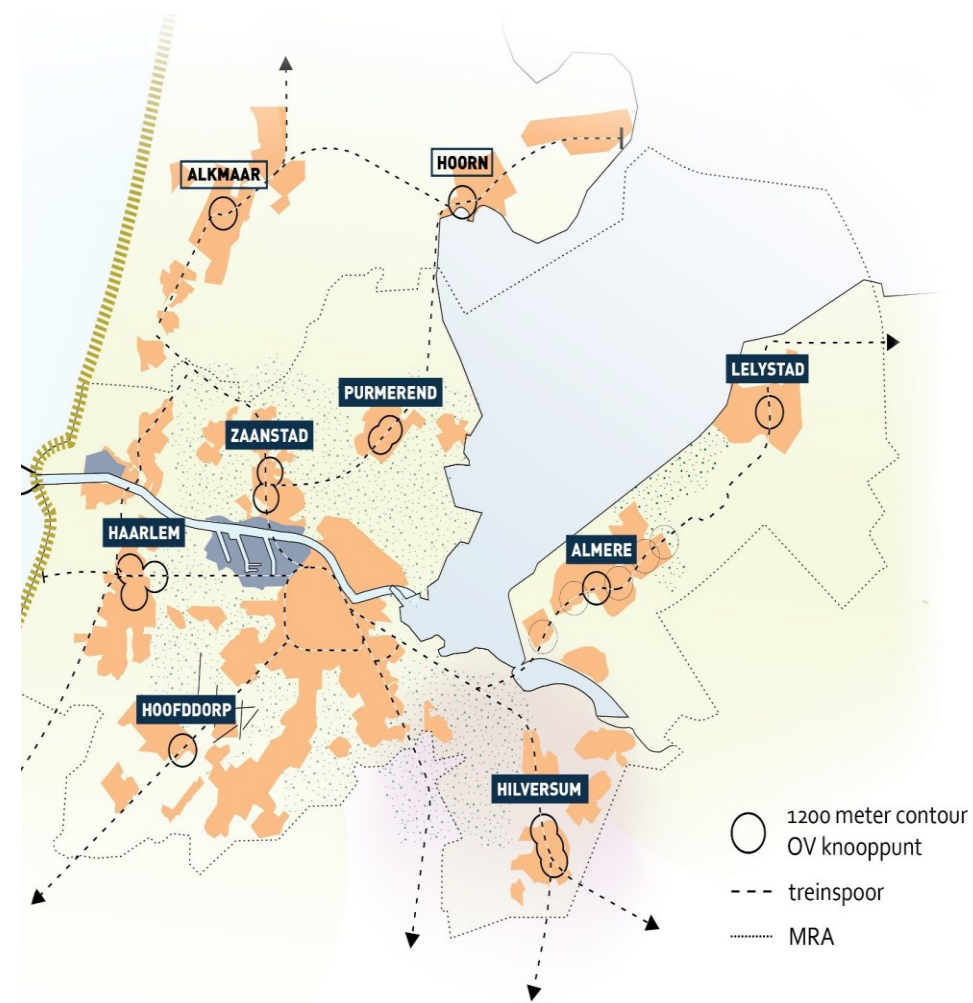 ALKMAAR
HOORN
LELYSTAD
PURMEREND
ZAANSTAD
HAARLEM
ALMERE
HOOFDDORP
HILVERSUM
1200 meter contour
OV knooppunt
treinspoor
MRA